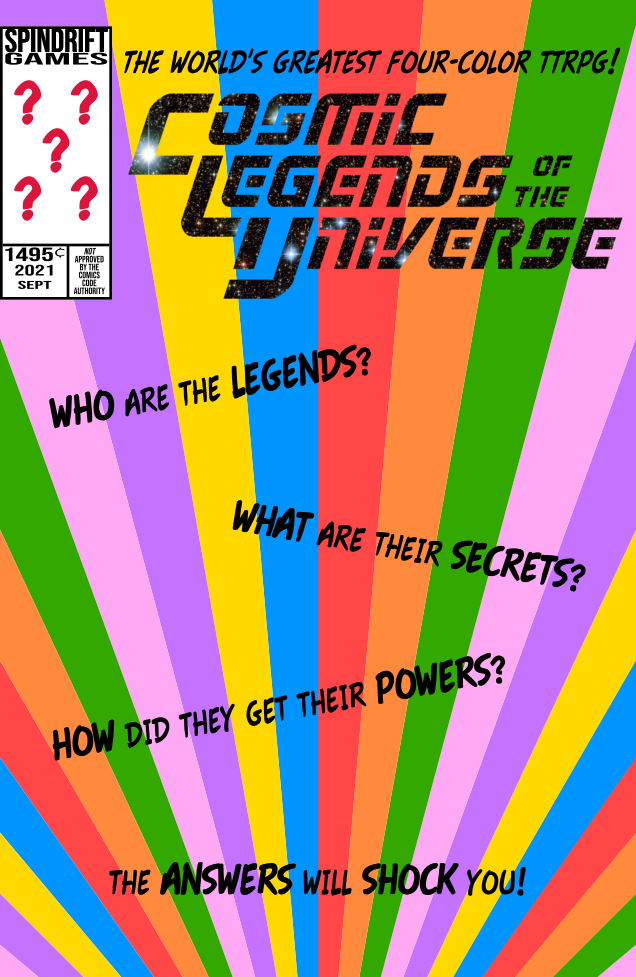 SPINDRIFT
GAMES
? ?
?
? ?
1495¢
2021
SEPT
NOT
APPROVED
BY THE
COMICS
CODE
AUTHORITY
THE WORLD'S GREATEST FOUR-COLOR TTRPG!
COSMIC
LEGENDS OF THE
UNIVERSE
WHO ARE THE LEGENDS?
WHAT ARE THEIR SECRETS?
HOW DID THEY GET THEIR POWERS?
THE ANSWERS WILL SHOCK YOU!